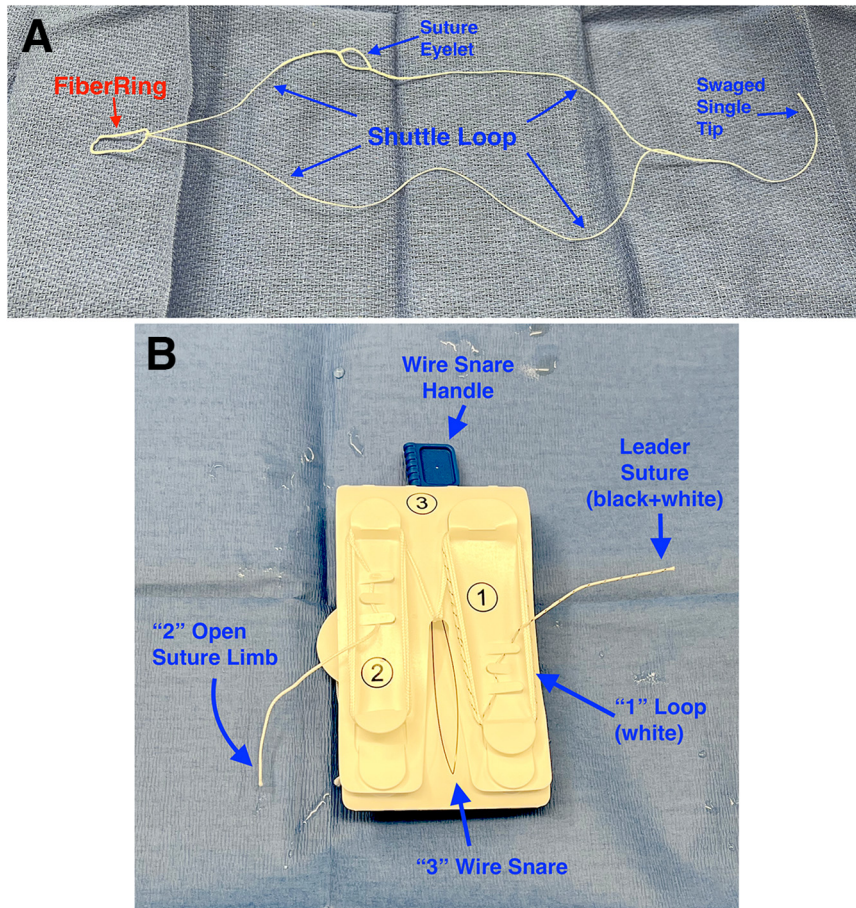 A
Suture
Eyelet
FiberRing
Swaged
Single
Tip
Shuttle Loop
B
Wire Snare
Handle
Leader
Suture
(black+white)
3
1
“2” Open
Suture Limb
2
“1” Loop
(white)
“3” Wire Snare